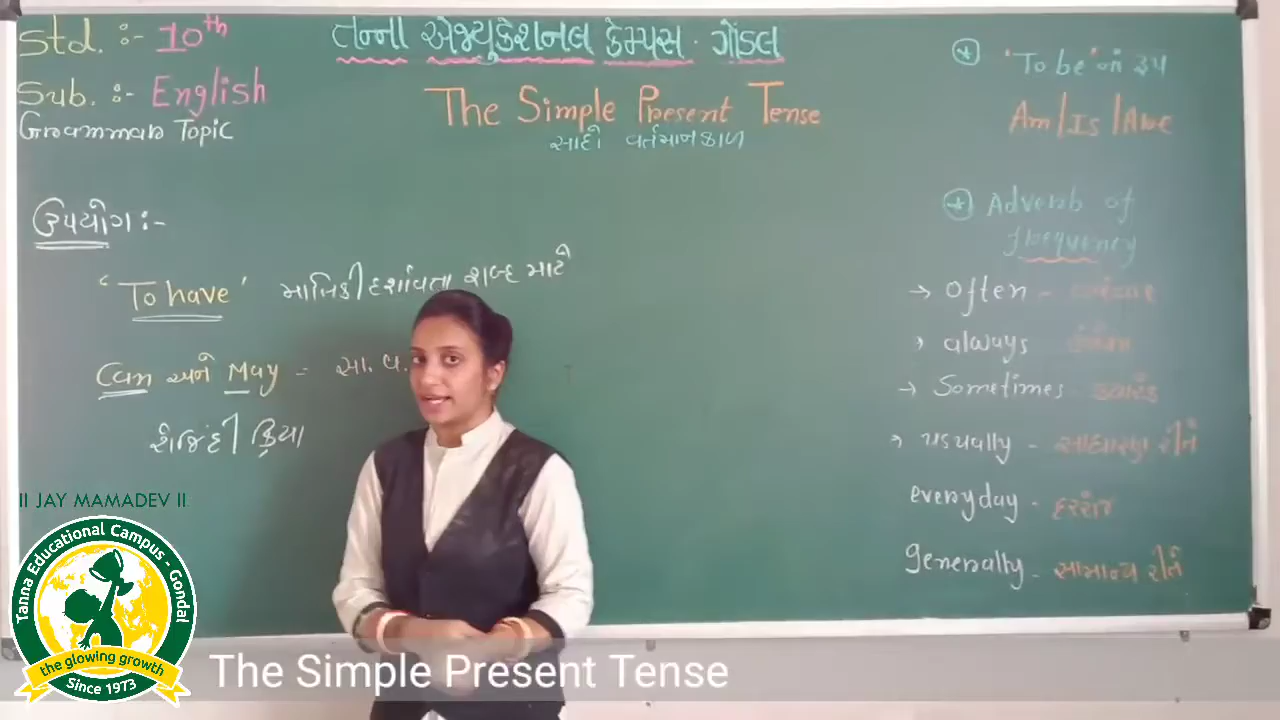 Std. :- 10th
Sub. :- English
Grammar Topic
તન્ના એજ્યુકેશનલ કેમ્પસ - ગોંડલ
The Simple Present Tense
સાદો વર્તમાનકાળ
* 'To be' નાં રૂપ
Am/Is/Are
ઉપયોગ :-
'To have' માલિકી દર્શાવતા શબ્દ માટે
Can અને May - સા. વ.
રોજિંદી ક્રિયા
* Adverb of
frequency
→ Often -
→ always
→ Sometimes -
→ usually - સાધારણ રીતે
everyday - દરરોજ
generally - સામાન્ય રીતે
II JAY MAMADEV II
Tanna Educational Campus - Gondal
the glowing growth
Since 1973
The Simple Present Tense